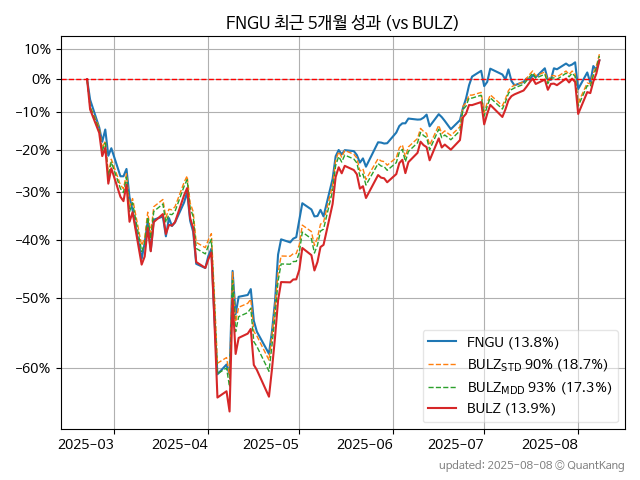 FNGU 최근 5개월 성과 (vs BULZ)
10%
0%
−10%
−20%
−30%
−40%
−50%
−60%
FNGU (13.8%)
BULZSTD 90% (18.7%)
BULZMDD 93% (17.3%)
BULZ (13.9%)
2025-03 2025-04 2025-05 2025-06 2025-07 2025-08
updated: 2025-08-08 © QuantKang